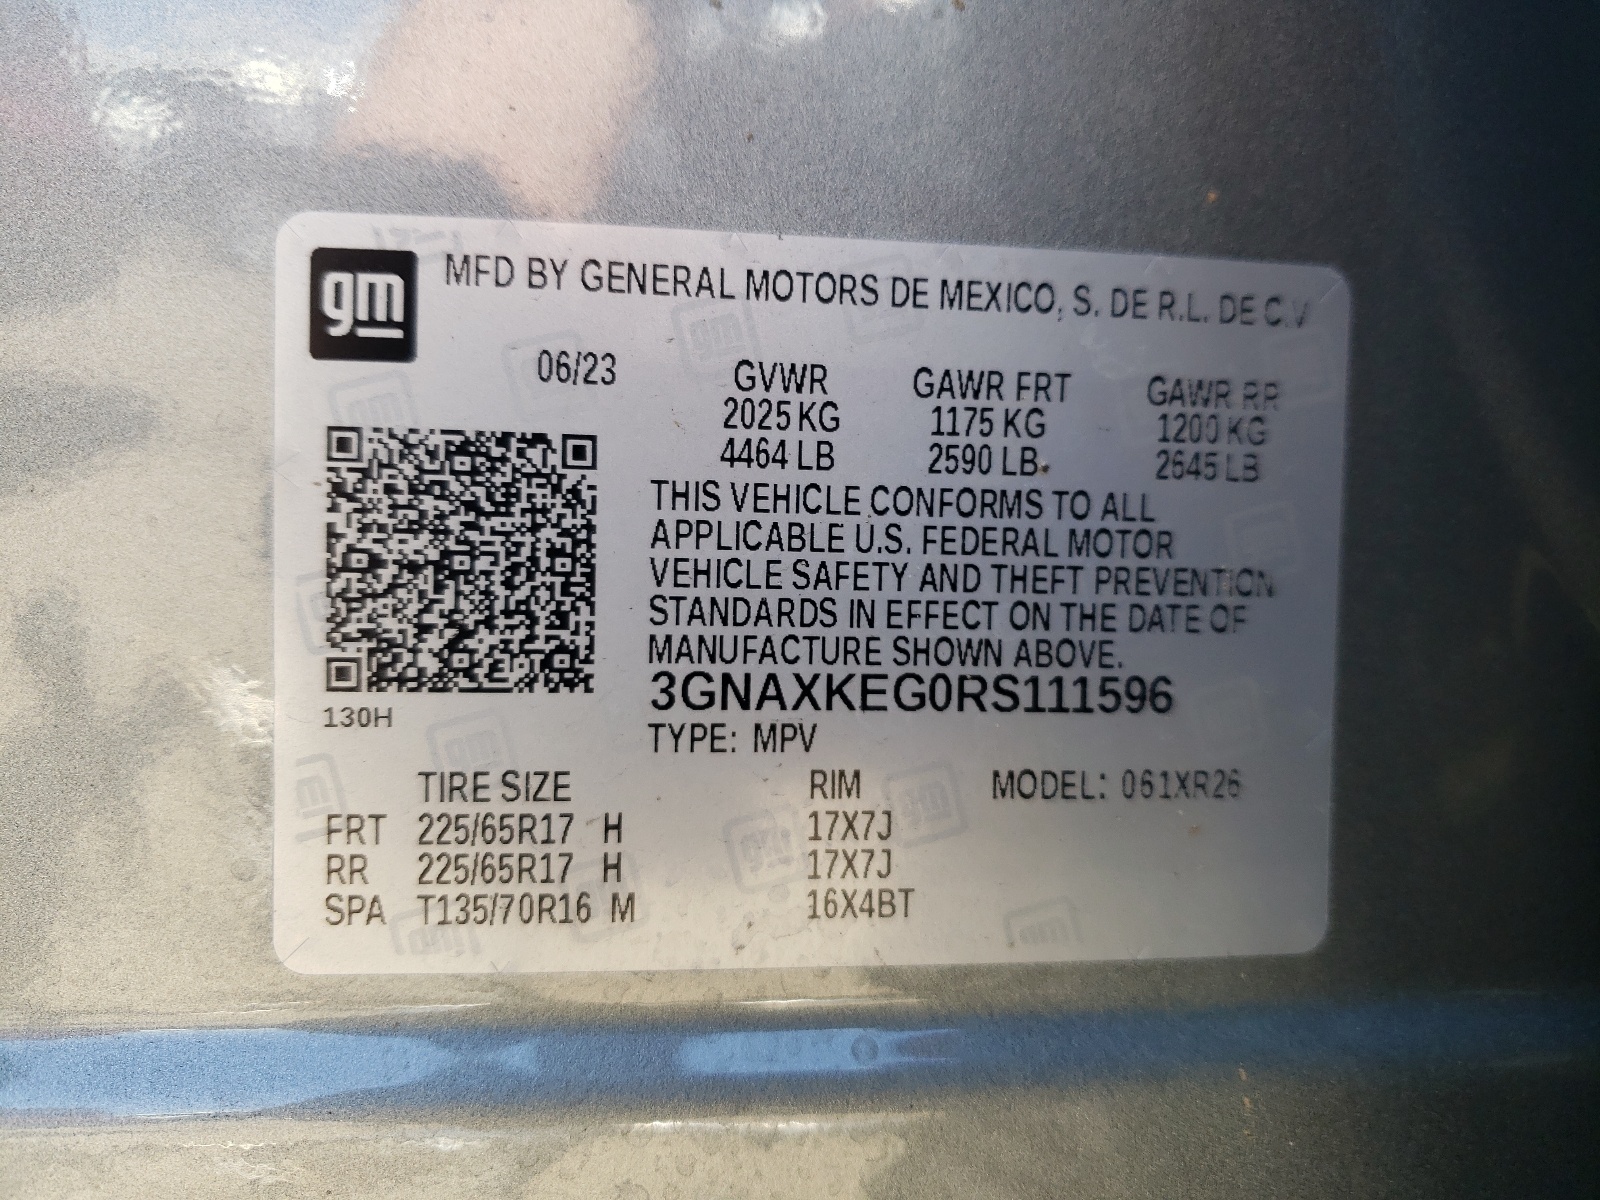 gm MFD BY GENERAL MOTORS DE MEXICO, S. DE R.L. DE C.V
06/23 GVWR GAWR FRT GAWR RR
2025 KG 1175 KG 1200 KG
4464 LB 2590 LB 2645 LB
THIS VEHICLE CONFORMS TO ALL
APPLICABLE U.S. FEDERAL MOTOR
VEHICLE SAFETY AND THEFT PREVENTION
STANDARDS IN EFFECT ON THE DATE OF
MANUFACTURE SHOWN ABOVE.
3GNAXKEG0RS111596
130H
TYPE: MPV
TIRE SIZE RIM MODEL: 061XR26
FRT 225/65R17 H 17X7J
RR 225/65R17 H 17X7J
SPA T135/70R16 M 16X4BT